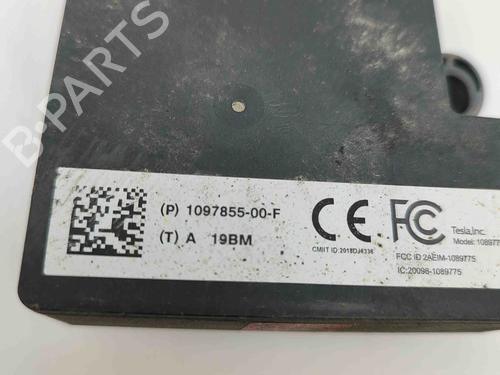 B-PARTS
(P) 1097855-00-F
(T) A 19BM
CE FC
Tesla,Inc.
Model: 108977
CMIIT ID:2018DJ4336
FCC ID 2AEIM-1089775
IC:20098-1089775